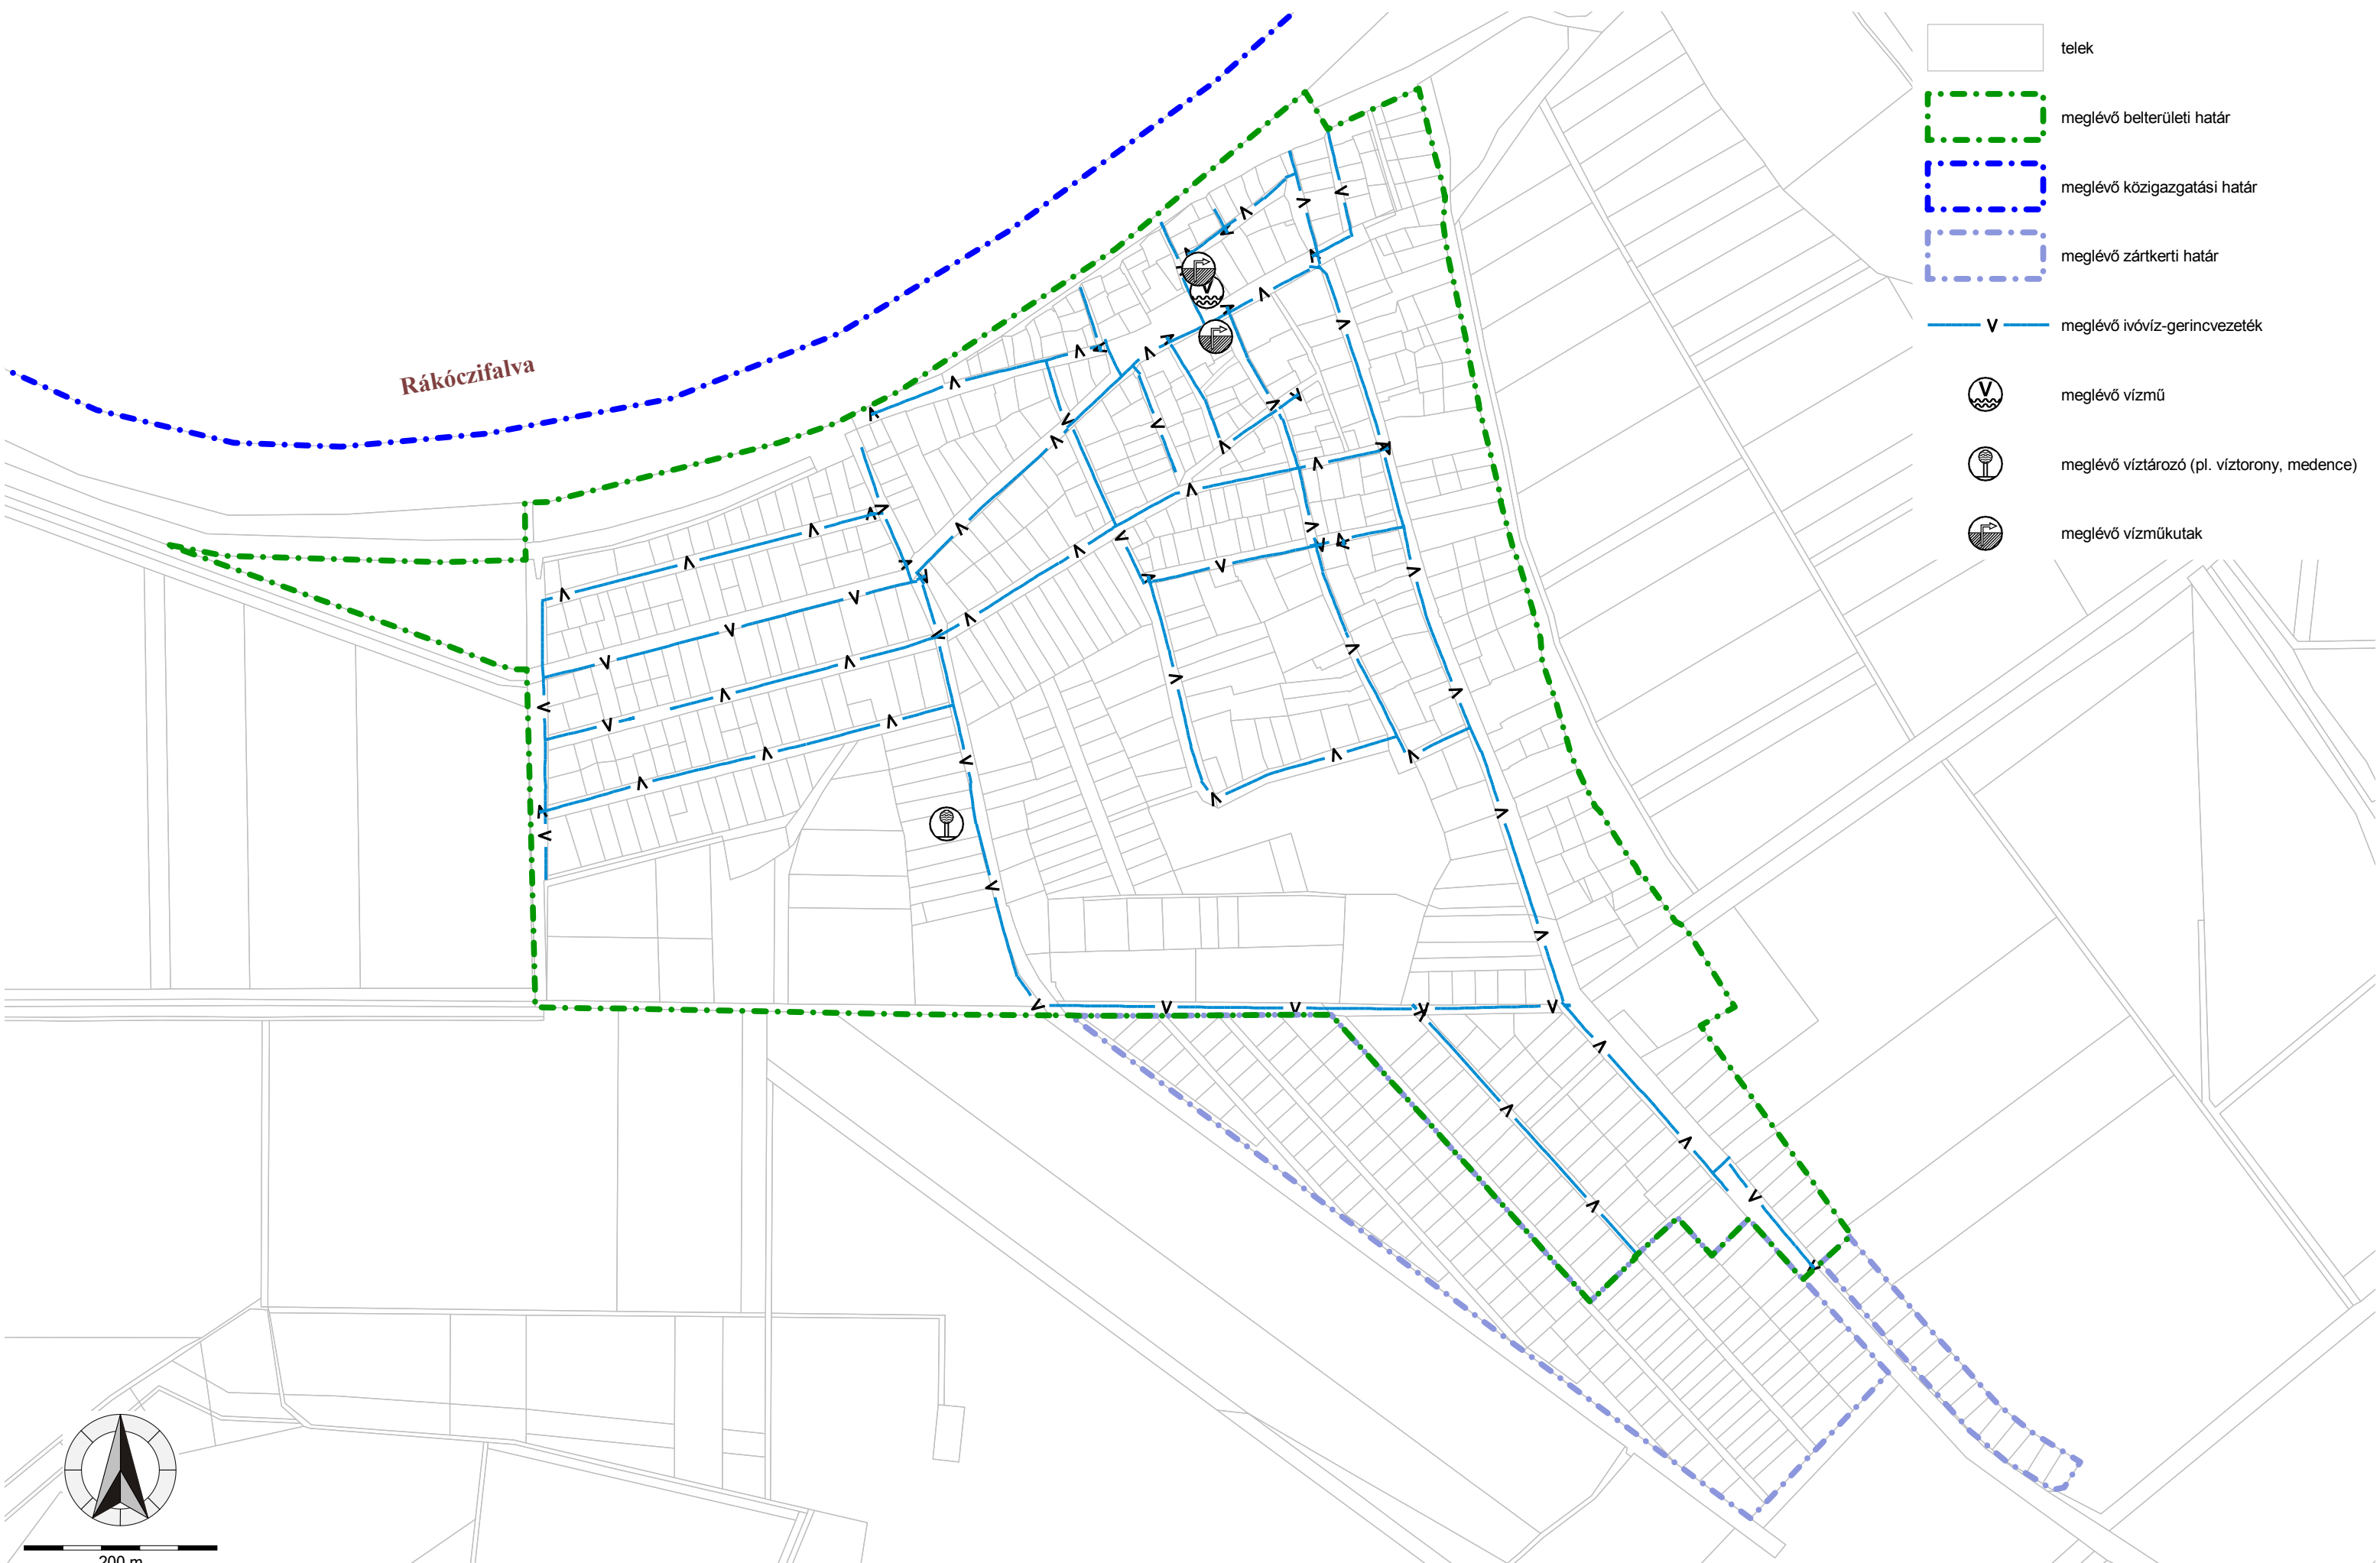 telek
meglévő belterületi határ
meglévő közigazgatási határ
meglévő zártkerti határ
V meglévő ivóvíz-gerincvezeték
V meglévő vízmű
meglévő víztározó (pl. víztorony, medence)
meglévő vízműkutak
Rákóczifalva
200 m